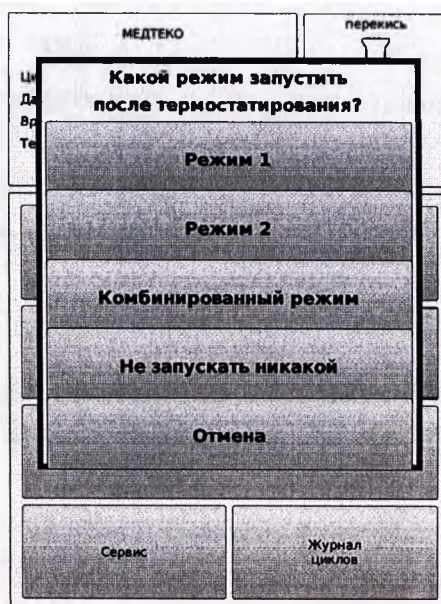 МЕДТЕКО
перекись
Какой режим запустить
после термостатирования?
Режим 1
Режим 2
Комбинированный режим
Не запускать никакой
Отмена
Сервис
Журнал
циклов